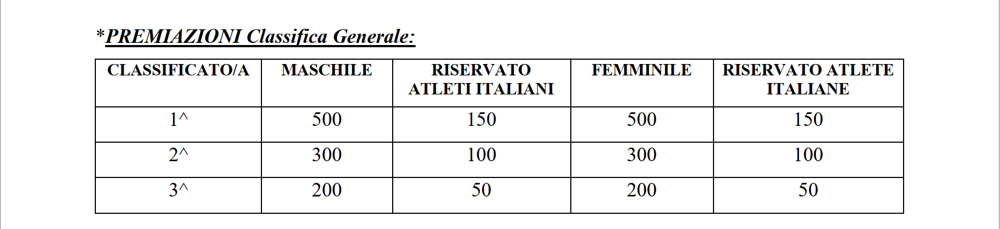 *PREMIAZIONI Classifica Generale:
CLASSIFICATO/A MASCHILE RISERVATO ATLETI ITALIANI FEMMINILE RISERVATO ATLETE ITALIANE
1^ 500 150 500 150
2^ 300 100 300 100
3^ 200 50 200 50